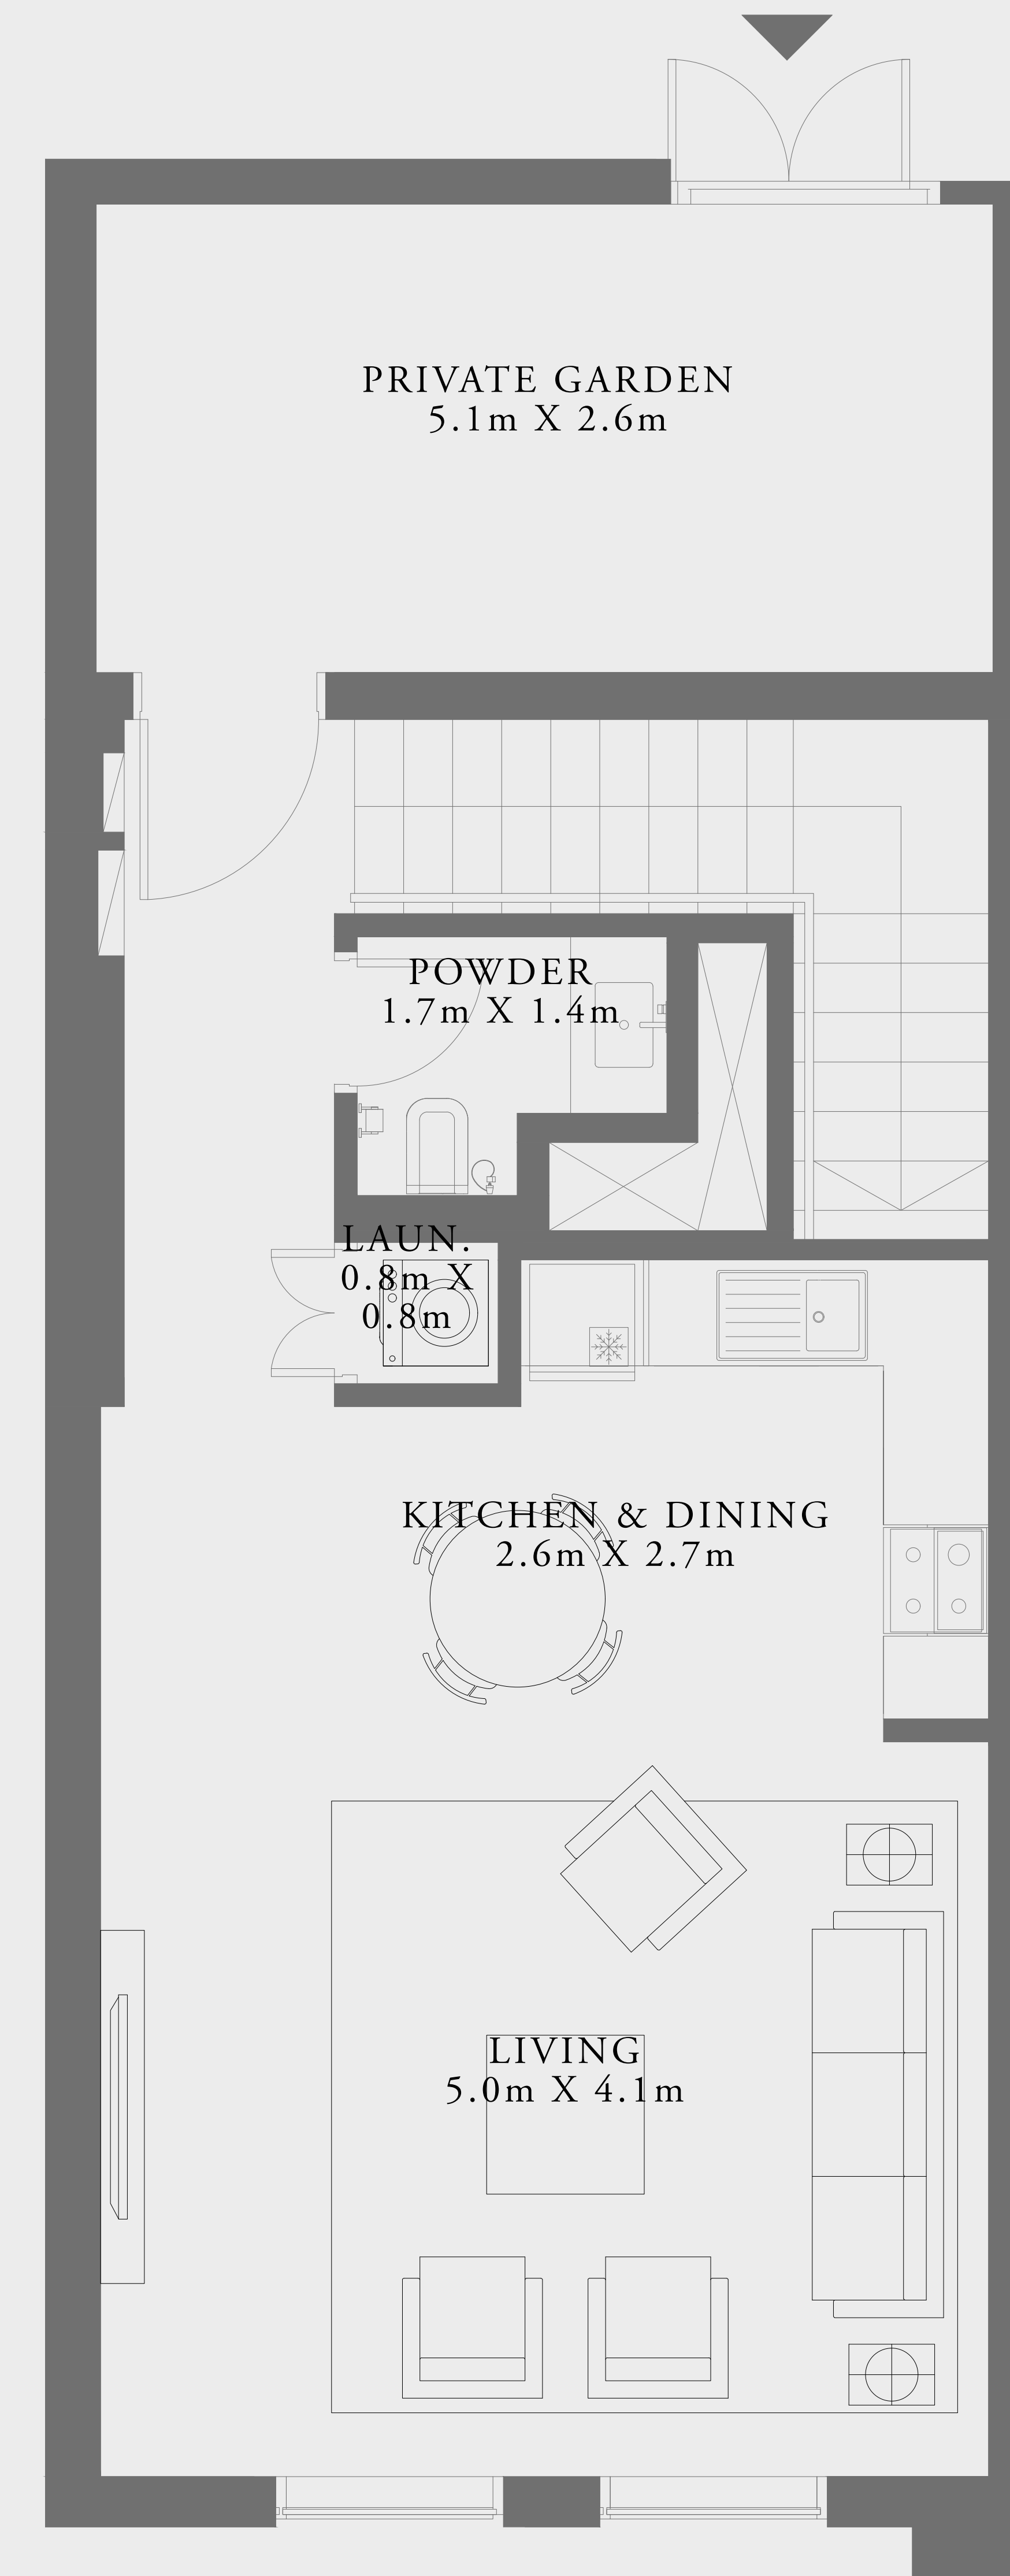 PRIVATE GARDEN
5.1m X 2.6m
POWDER
1.7m X 1.4m
LAUN.
0.8m X
0.8m
KITCHEN & DINING
2.6m X 2.7m
LIVING
5.0m X 4.1m